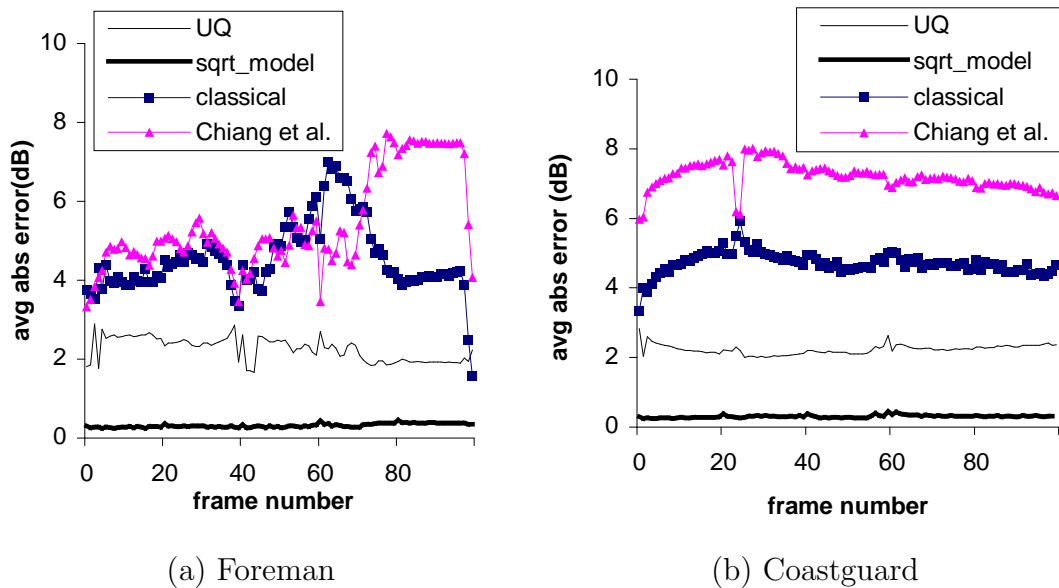 UQ
sqrt_model
classical
Chiang et al.
10
8
6
4
2
0
avg abs error(dB)
0 20 40 60 80
frame number
(a) Foreman
UQ
sqrt_model
classical
Chiang et al.
10
8
6
4
2
0
avg abs error (dB)
0 20 40 60 80
frame number
(b) Coastguard